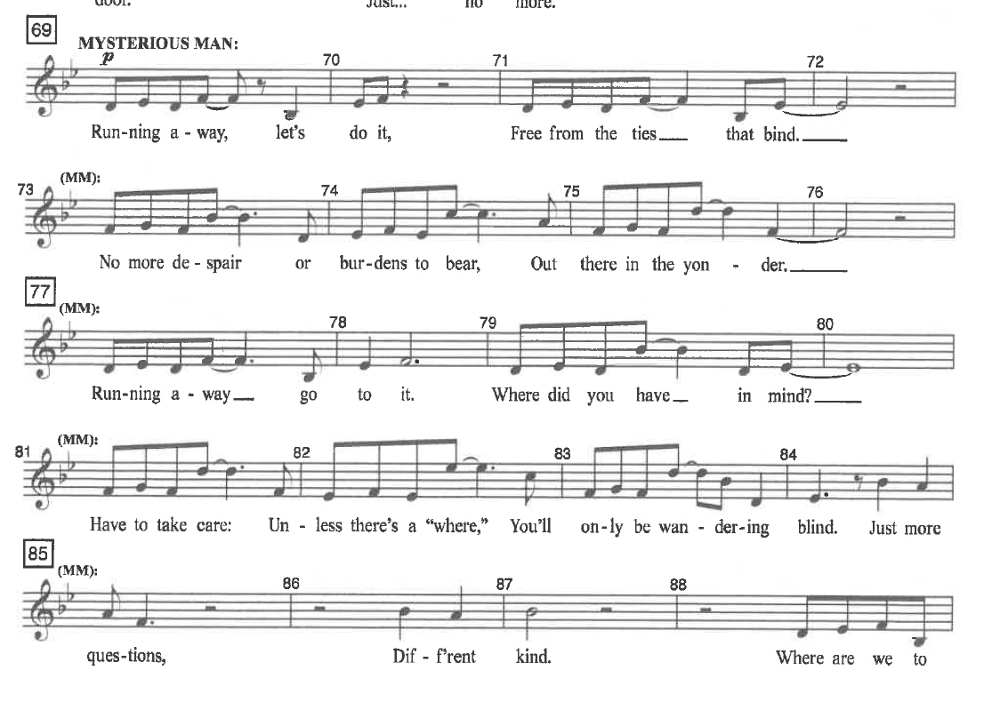 door. Just... no more.
69
MYSTERIOUS MAN:
p 70 71 72
Run-ning a - way, let's do it, Free from the ties___ that bind.____
73 (MM): 74 75 76
No more de - spair or bur-dens to bear, Out there in the yon - der.____
77
(MM):
78 79 80
Run-ning a - way__ go to it. Where did you have__ in mind?____
81 (MM): 82 83 84
Have to take care: Un - less there's a “where,” You'll on-ly be wan - der-ing blind. Just more
85
(MM):
86 87 88
ques-tions, Dif - f'rent kind. Where are we to